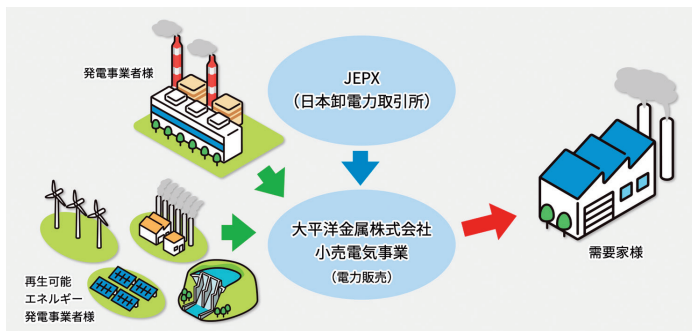 発電事業者様
JEPX
（日本卸電力取引所）
大平洋金属株式会社
小売電気事業
（電力販売）
需要家様
再生可能
エネルギー
発電事業者様